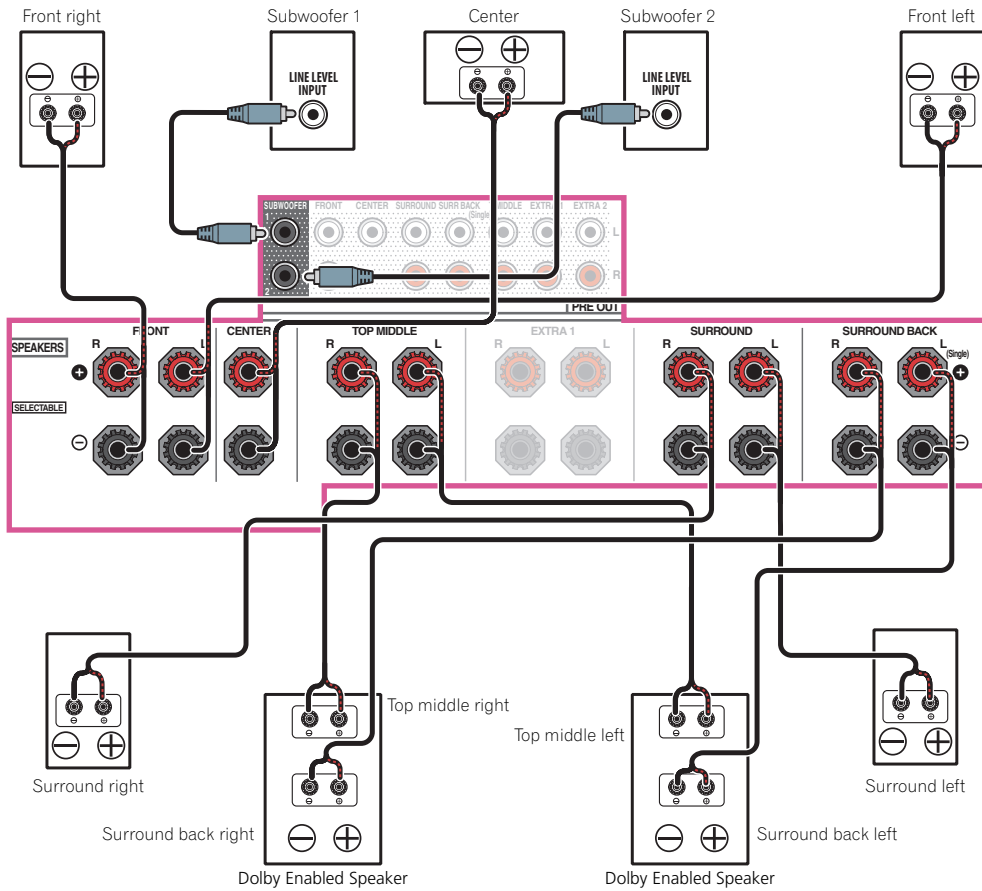 Front right
Subwoofer 1
Center
Subwoofer 2
Front left
LINE LEVEL
INPUT
LINE LEVEL
INPUT
SUBWOOFER
FRONT
CENTER
SURROUND
SURR BACK
(Single)
EXTRA 2
1
L
2
R
PRE OUT
SPEAKERS
FRONT
R
L
CENTER
TOP MIDDLE
R
L
EXTRA 1
R
L
SURROUND
R
L
SURROUND BACK
R
L
(Single)
SELECTABLE
Top middle right
Top middle left
Surround right
Surround left
Surround back right
Surround back left
Dolby Enabled Speaker
Dolby Enabled Speaker